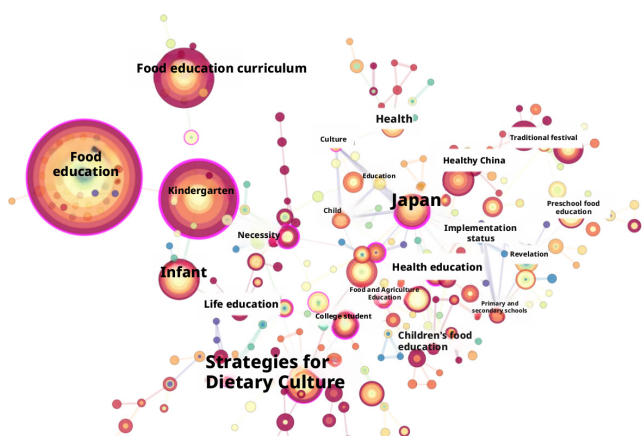 Food education curriculum
Health
Culture
Traditional festival
Food
education
Healthy China
Kindergarten
Education
Japan
Child
Preschool food
education
Necessity
Implementation
status
Revelation
Infant
Health education
Food and Agriculture
Education
Life education
College student
Primary and
secondary schools
Children's food
education
Strategies for
Dietary Culture